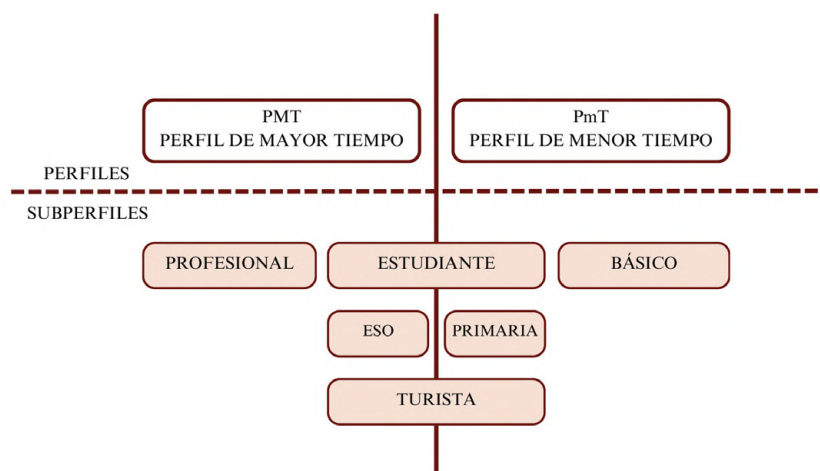 PMT
PERFIL DE MAYOR TIEMPO
PmT
PERFIL DE MENOR TIEMPO
PERFILES
SUBPERFILES
PROFESIONAL
ESTUDIANTE
BÁSICO
ESO
PRIMARIA
TURISTA